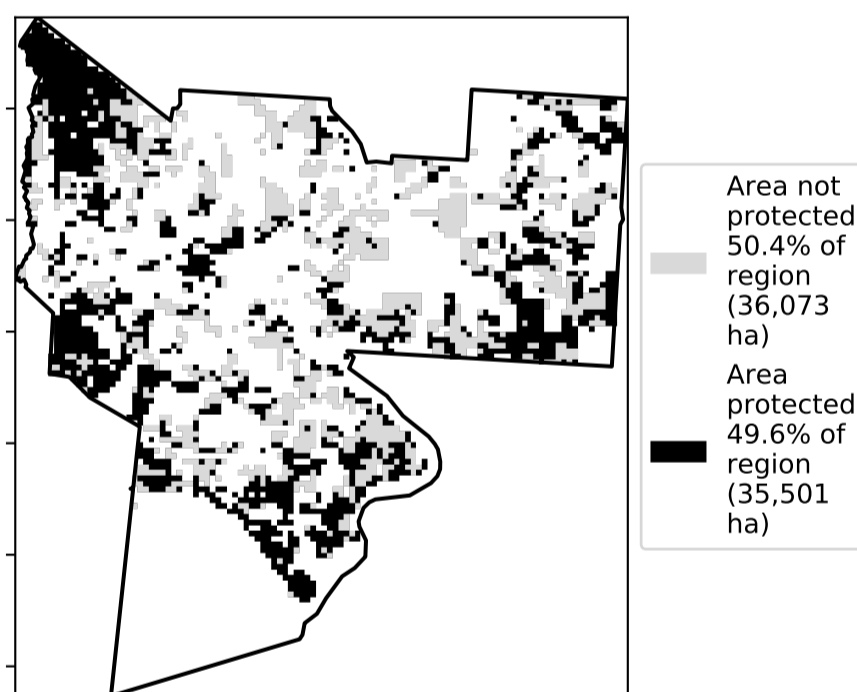 Area not
protected
50.4% of
region
(36,073
ha)
Area
protected
49.6% of
region
(35,501
ha)